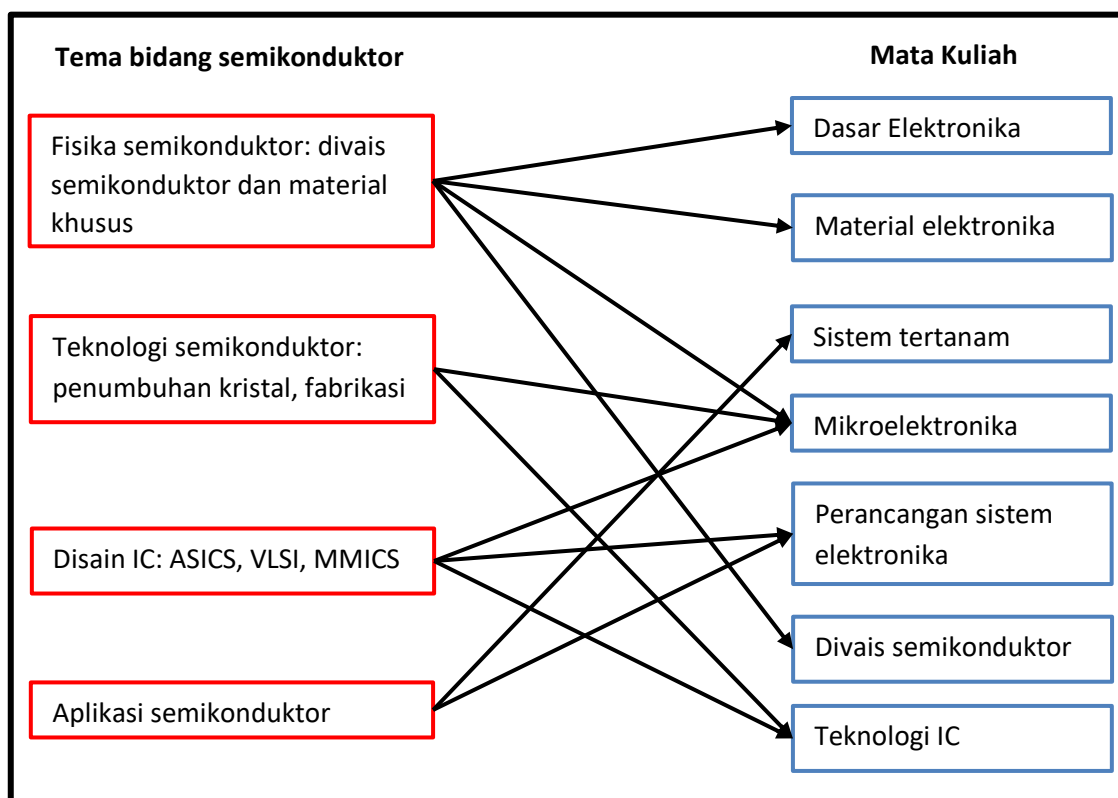 Tema bidang semikonduktor
Fisika semikonduktor: divais
semikonduktor dan material
khusus
Teknologi semikonduktor:
penumbuhan kristal, fabrikasi
Disain IC: ASICS, VLSI, MMICS
Aplikasi semikonduktor
Mata Kuliah
Dasar Elektronika
Material elektronika
Sistem tertanam
Mikroelektronika
Perancangan sistem
elektronika
Divais semikonduktor
Teknologi IC